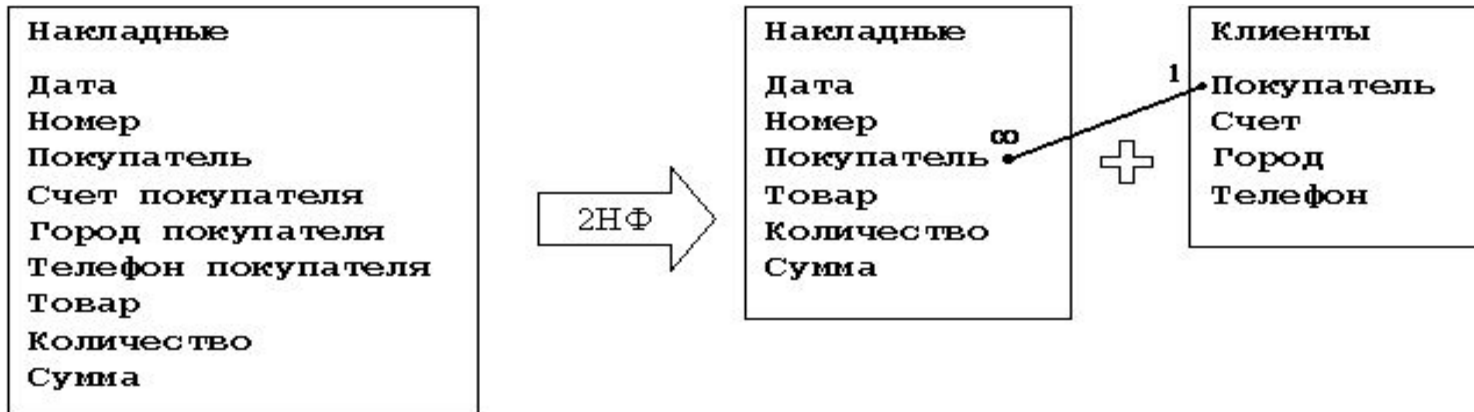 Накладные
Дата
Номер
Покупатель
Счет покупателя
Город покупателя
Телефон покупателя
Товар
Количество
Сумма
2НФ
Накладные
Дата
Номер
Покупатель ∞
Товар
Количество
Сумма
Клиенты
1
Покупатель
Счет
Город
Телефон